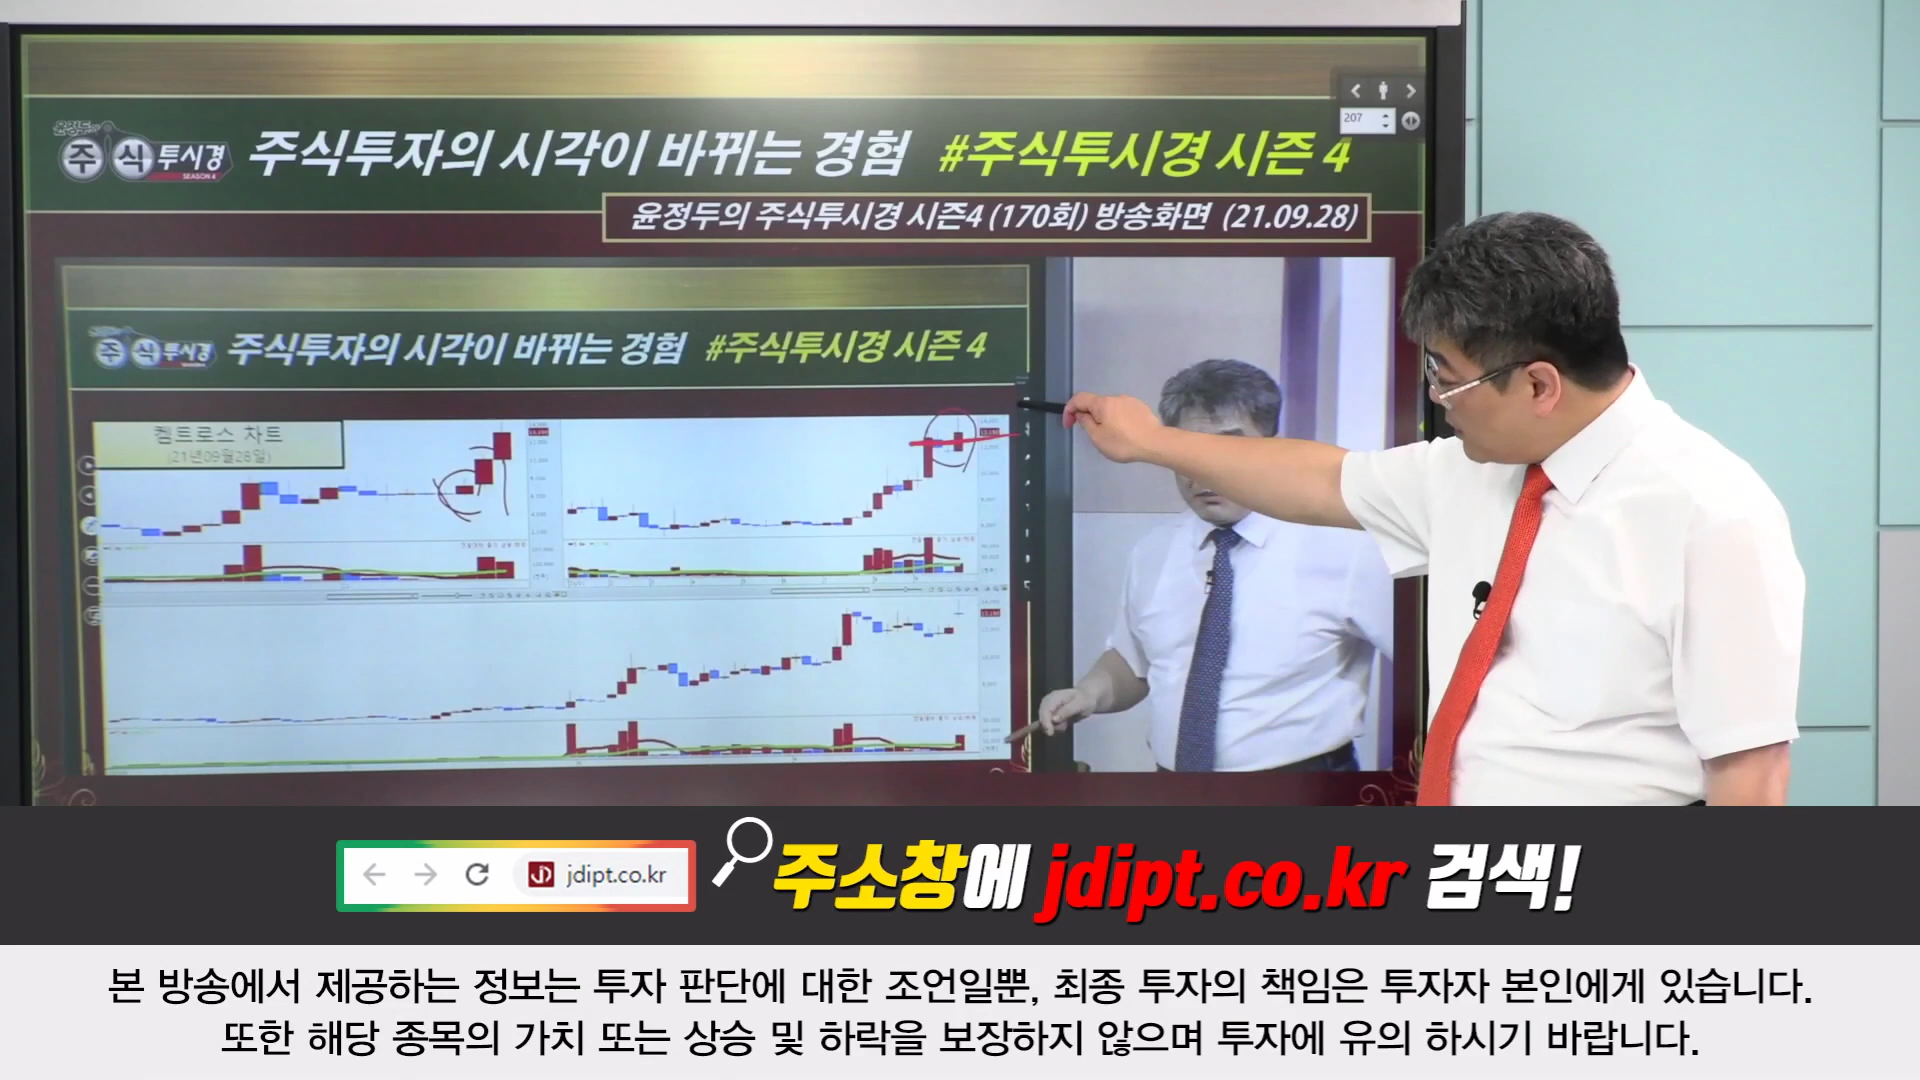 윤정두의
주식투시경
SEASON 4
주식투자의 시각이 바뀌는 경험 #주식투시경 시즌 4
207
윤정두의 주식투시경 시즌4 (170회) 방송화면 (21.09.28)
주식투시경
주식투자의 시각이 바뀌는 경험 #주식투시경 시즌 4
켐트로스 차트
(21년09월28일)
jdipt.co.kr
주소창에 jdipt.co.kr 검색!
본 방송에서 제공하는 정보는 투자 판단에 대한 조언일뿐, 최종 투자의 책임은 투자자 본인에게 있습니다.
또한 해당 종목의 가치 또는 상승 및 하락을 보장하지 않으며 투자에 유의 하시기 바랍니다.